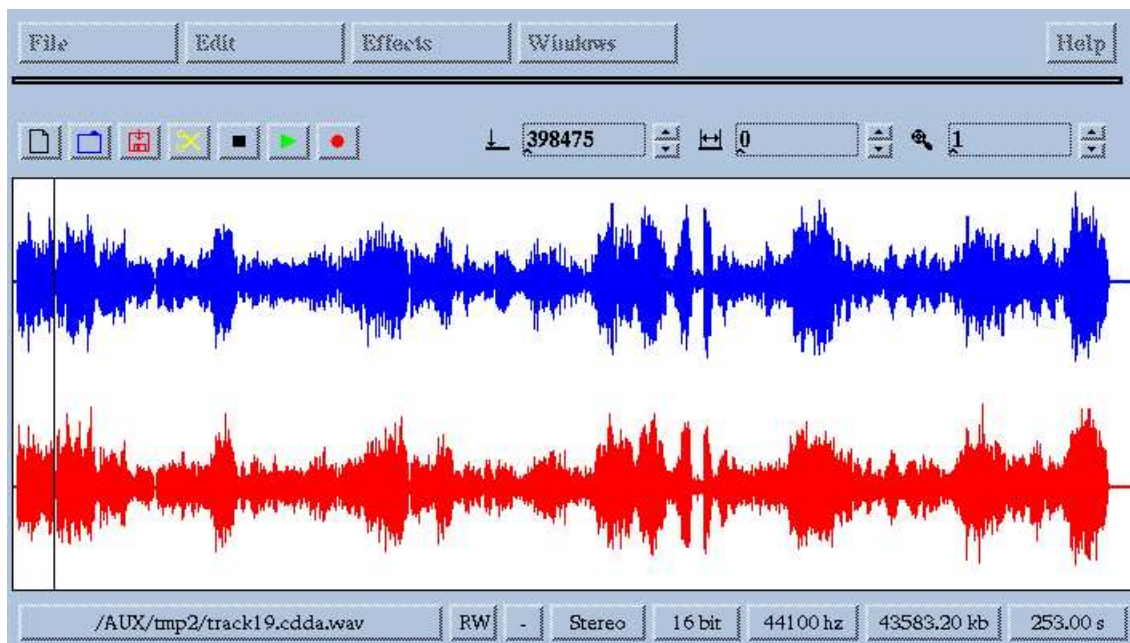 File Edit Effects Windows Help
398475 0 1
/AUX/tmp2/track19.cdda.wav RW - Stereo 16 bit 44100 hz 43583.20 kb 253.00 s